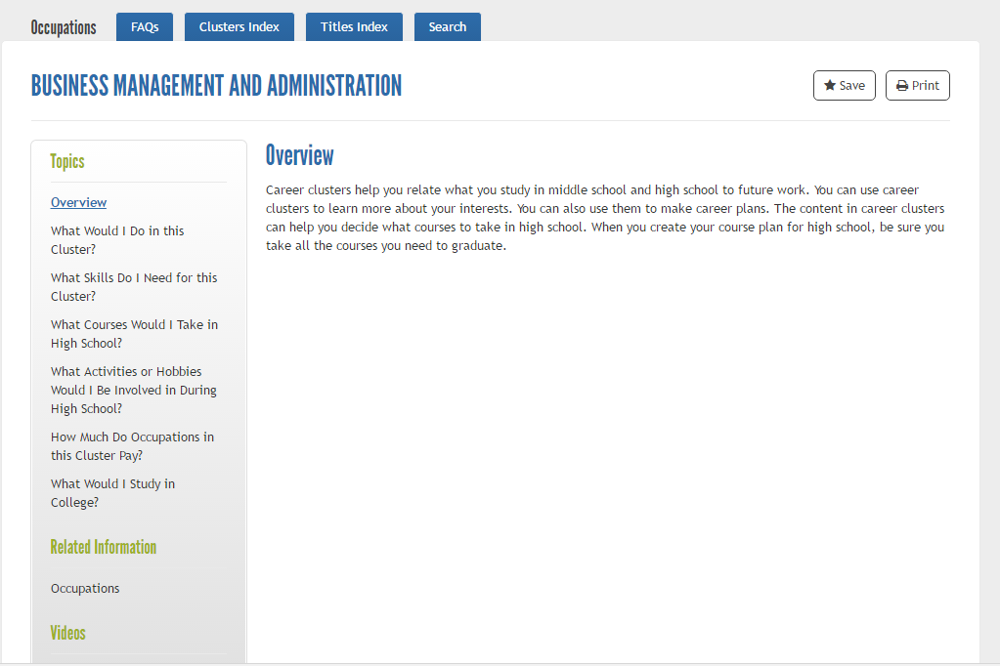 Occupations
FAQs
Clusters Index
Titles Index
Search
BUSINESS MANAGEMENT AND ADMINISTRATION
Save
Print
Topics
Overview
What Would I Do in this
Cluster?
What Skills Do I Need for this
Cluster?
What Courses Would I Take in
High School?
What Activities or Hobbies
Would I Be Involved in During
High School?
How Much Do Occupations in
this Cluster Pay?
What Would I Study in
College?
Related Information
Occupations
Videos
Overview
Career clusters help you relate what you study in middle school and high school to future work. You can use career
clusters to learn more about your interests. You can also use them to make career plans. The content in career clusters
can help you decide what courses to take in high school. When you create your course plan for high school, be sure you
take all the courses you need to graduate.